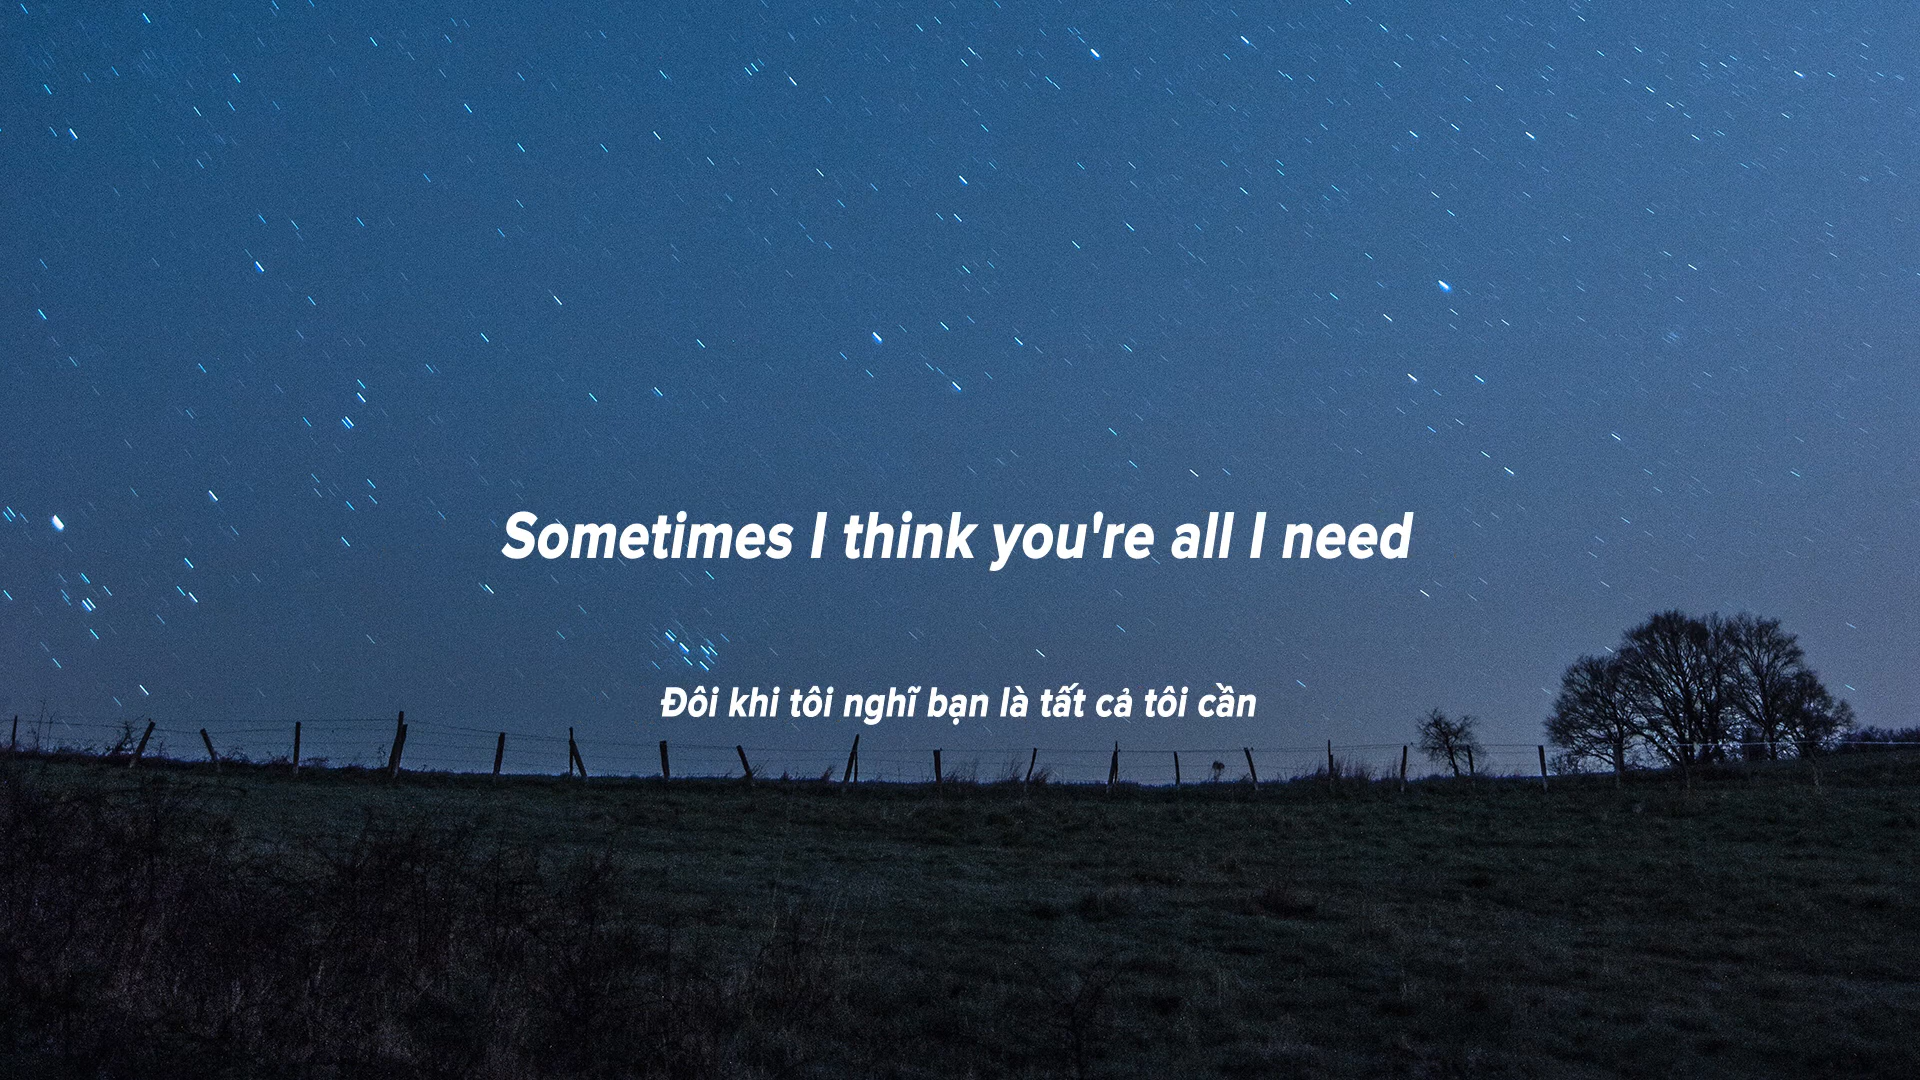 Sometimes I think you're all I need
Đôi khi tôi nghĩ bạn là tất cả tôi cần